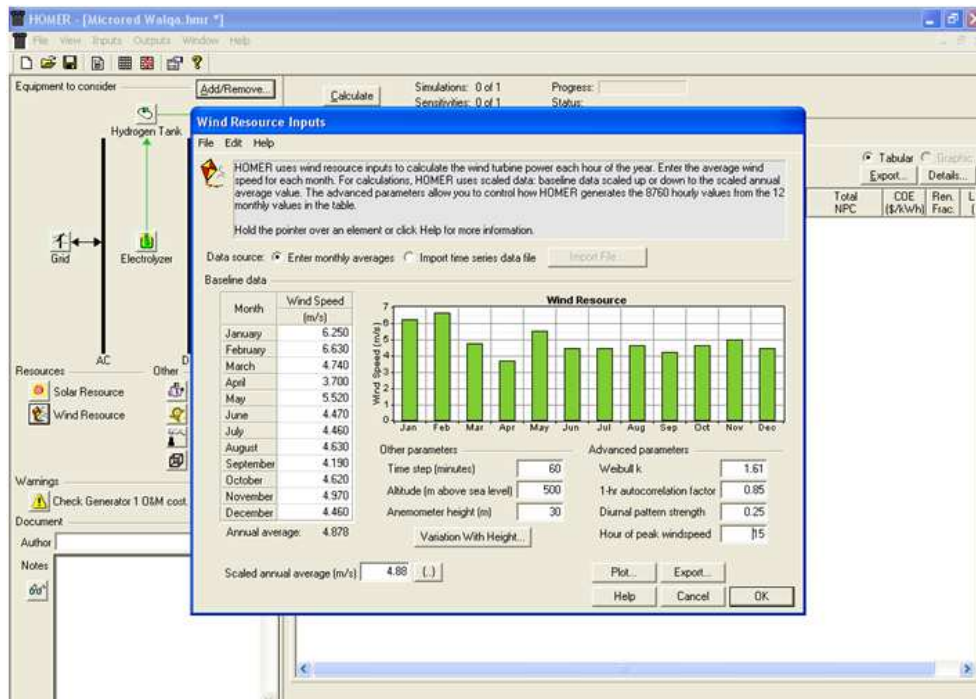 HOMER - [Microred Walqa.hmr *]
File View Inputs Outputs Window Help
Equipment to consider
Add/Remove...
Calculate
Simulations: 0 of 1
Progress:
Sensitivities: 0 of 1
Status:
Hydrogen Tank
Grid
Electrolyzer
AC
D
Resources
Other
Solar Resource
Wind Resource
Warnings
Check Generator 1 O&M cost
Document
Author
Notes
Tabular
Graphic
Export...
Details...
Total NPC
COE ($/kWh)
Ren. Frac.
L
(
Wind Resource Inputs
File Edit Help
HOMER uses wind resource inputs to calculate the wind turbine power each hour of the year. Enter the average wind
speed for each month. For calculations, HOMER uses scaled data: baseline data scaled up or down to the scaled annual
average value. The advanced parameters allow you to control how HOMER generates the 8760 hourly values from the 12
monthly values in the table.
Hold the pointer over an element or click Help for more information.
Data source: Enter monthly averages Import time series data file Import File...
Baseline data
Month Wind Speed
(m/s)
January 6.250
February 6.630
March 4.740
April 3.700
May 5.520
June 4.470
July 4.460
August 4.630
September 4.190
October 4.620
November 4.970
December 4.460
Annual average: 4.878
Scaled annual average (m/s) 4.88 {..}
Wind Resource
Wind Speed (m/s)
7
6
5
4
3
2
1
0
Jan Feb Mar Apr May Jun Jul Aug Sep Oct Nov Dec
Other parameters
Time step (minutes) 60
Altitude (m above sea level) 500
Anemometer height (m) 30
Variation With Height...
Advanced parameters
Weibull k 1.61
1-hr autocorrelation factor 0.85
Diurnal pattern strength 0.25
Hour of peak windspeed 15
Plot... Export...
Help Cancel OK